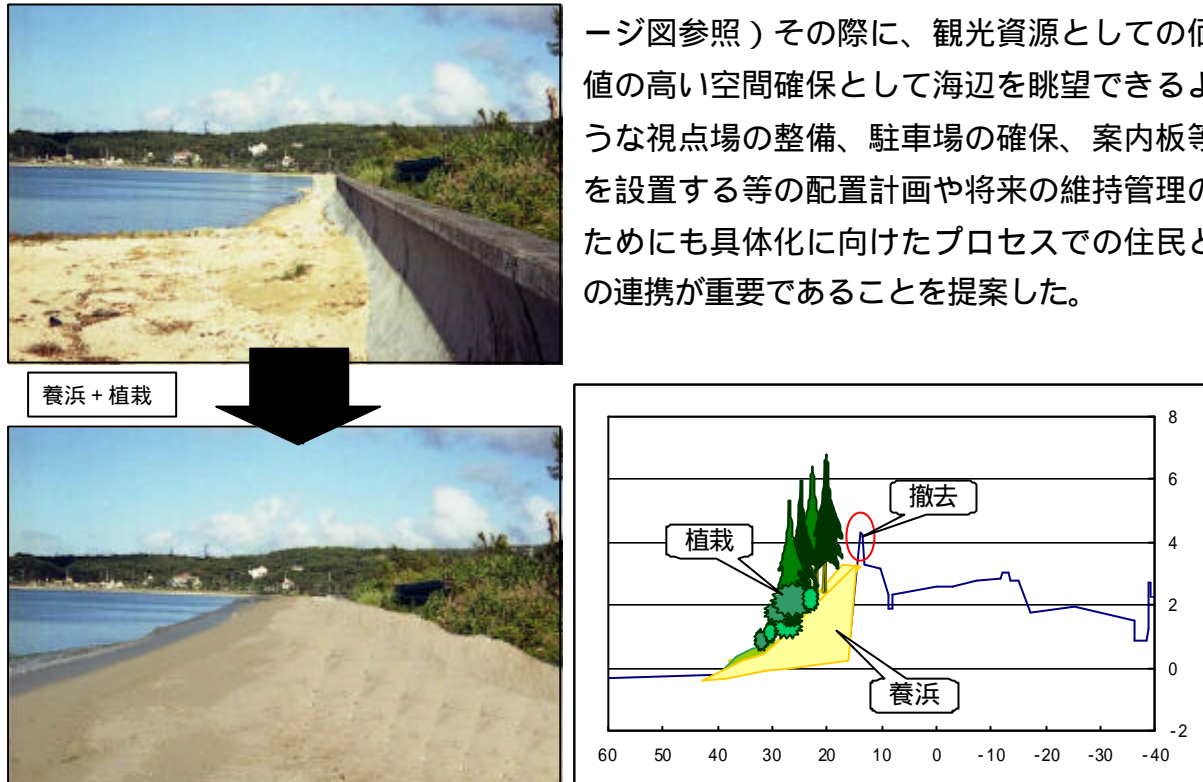 ージ図参照）その際に、観光資源としての価
値の高い空間確保として海辺を眺望できるよ
うな視点場の整備、駐車場の確保、案内板等
を設置する等の配置計画や将来の維持管理の
ためにも具体化に向けたプロセスでの住民と
の連携が重要であることを提案した。
養浜+植栽
8
6
4
2
0
-2
撤去
植栽
養浜
60 50 40 30 20 10 0 -10 -20 -30 -40